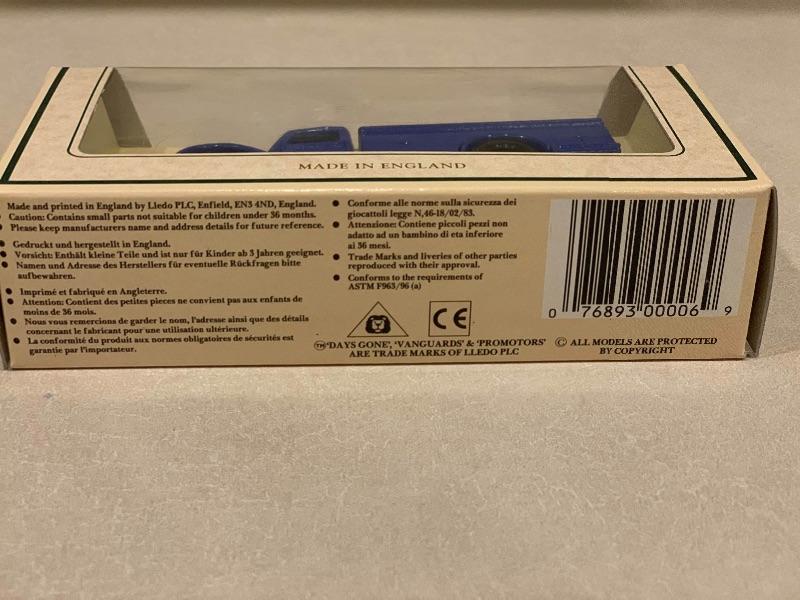 MADE IN ENGLAND
Made and printed in England by Lledo PLC, Enfield, EN3 4ND, England.
● Caution: Contains small parts not suitable for children under 36 months.
● Please keep manufacturers name and address details for future reference.
● Gedruckt und hergestellt in England.
● Vorsicht: Enthält kleine Teile und ist nur für Kinder ab 3 Jahren geeignet.
● Namen und Adresse des Herstellers für eventuelle Rückfragen bitte
aufbewahren.
● Imprimé et fabriqué en Angleterre.
● Attention: Contient des petites pieces ne convient pas aux enfants de
moins de 36 mois.
● Nous vous remercions de garder le nom, l'adresse ainsi que des détails
concernant le fabricant pour une utilisation ultérieure.
● La conformité du produit aux normes obligatoires de sécurités est
garantie par l'importateur.
● Conforme alle norme sulla sicurezza dei
giocattoli legge N,46-18/02/83.
● Attenzione: Contiene piccoli pezzi non
adatto ad un bambino di eta inferiore
ai 36 mesi.
● Trade Marks and liveries of other parties
reproduced with their approval.
● Conforms to the requirements of
ASTM F963/96 (a)
CE
TM 'DAYS GONE', 'VANGUARDS' & 'PROMOTORS'
ARE TRADE MARKS OF LLEDO PLC
© ALL MODELS ARE PROTECTED
BY COPYRIGHT
0 76893 00006 9